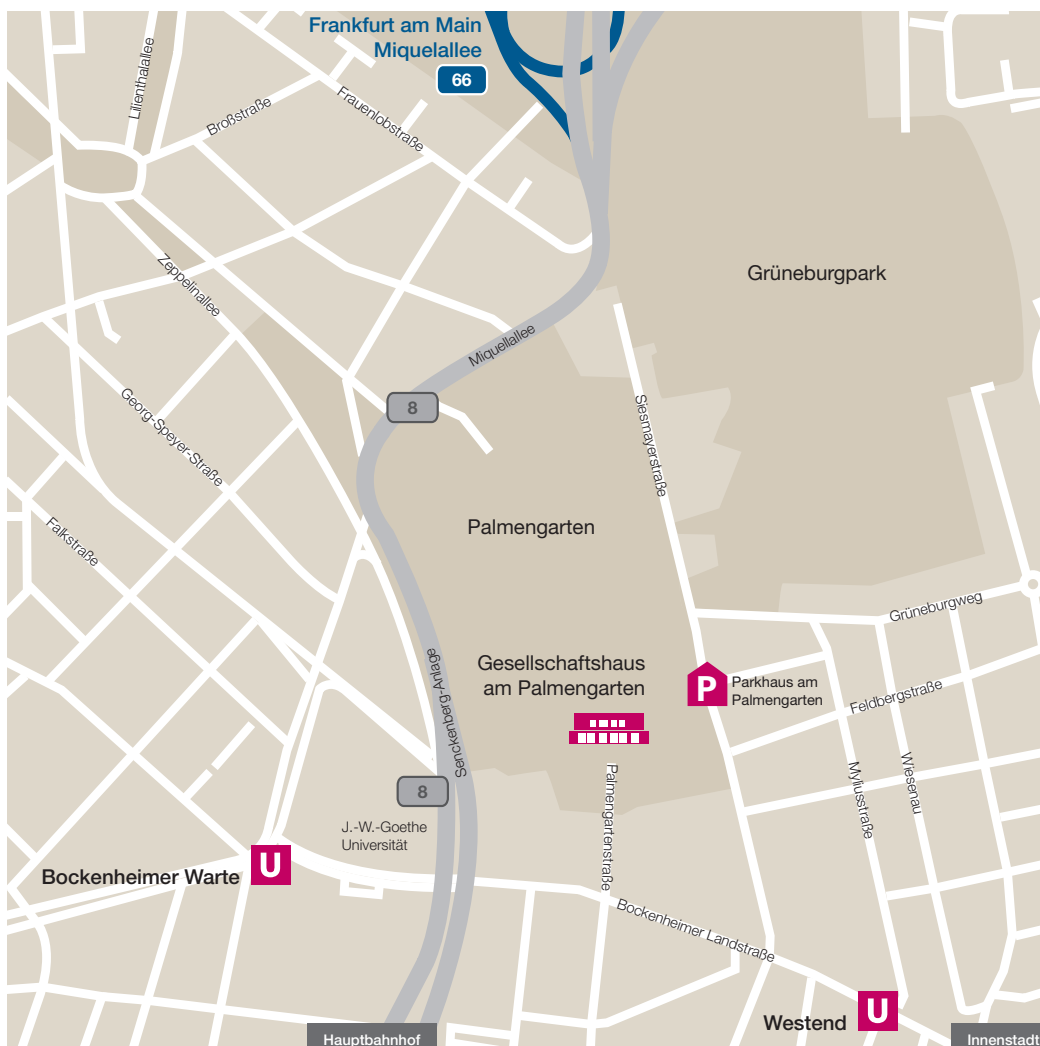 Frankfurt am Main
Miquelallee
66
Lilienthalallee
Broßstraße
Frauenlobstraße
Zeppelinallee
Grüneburgpark
Miquellallee
8
Georg-Speyer-Straße
Siesmayerstraße
Falkstraße
Palmengarten
Grüneburgweg
Senckenberg-Anlage
Gesellschaftshaus
am Palmengarten
P
Parkhaus am
Palmengarten
Feldbergstraße
Palmengartenstraße
Myliusstraße
Wiesenau
8
J.-W.-Goethe
Universität
Bockenheimer Warte
U
Bockenheimer Landstraße
Westend
U
Hauptbahnhof
Innenstadt